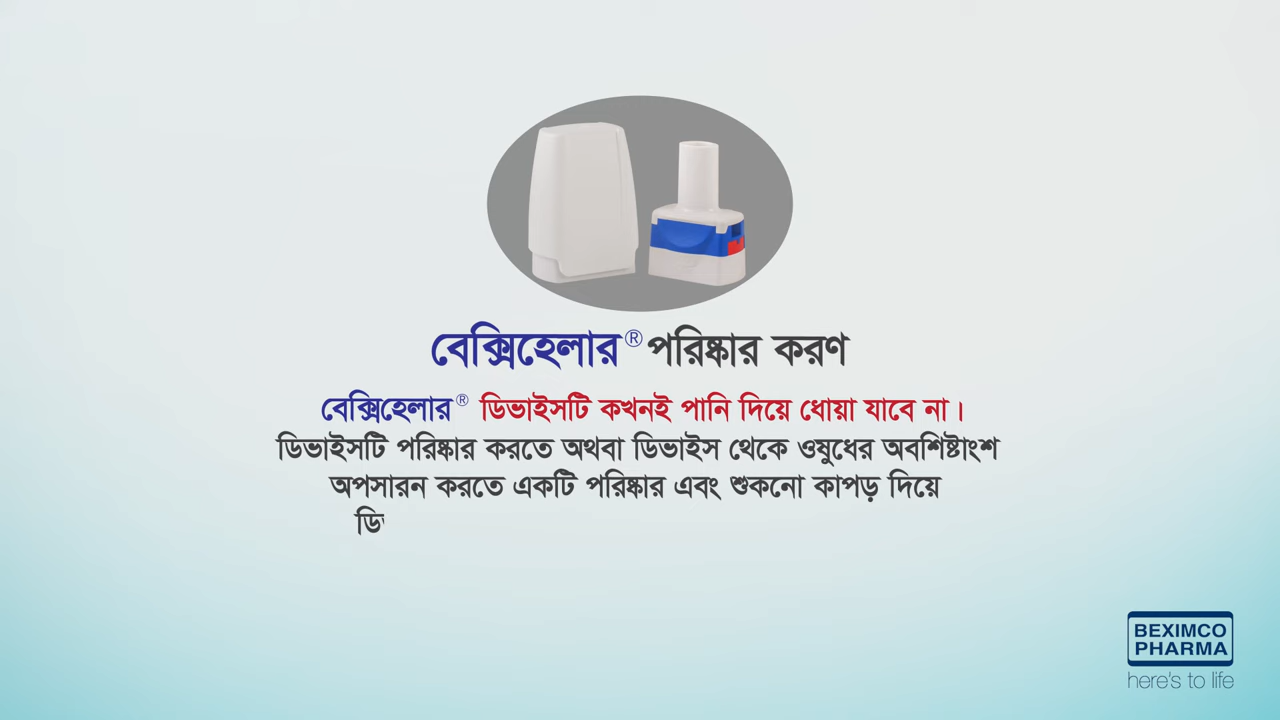 বেক্সিহেলার® পরিষ্কার করণ
বেক্সিহেলার® ডিভাইসটি কখনই পানি দিয়ে ধোয়া যাবে না।
ডিভাইসটি পরিষ্কার করতে অথবা ডিভাইস থেকে ওষুধের অবশিষ্টাংশ
অপসারন করতে একটি পরিষ্কার এবং শুকনো কাপড় দিয়ে
BEXIMCO
PHARMA
here's to life